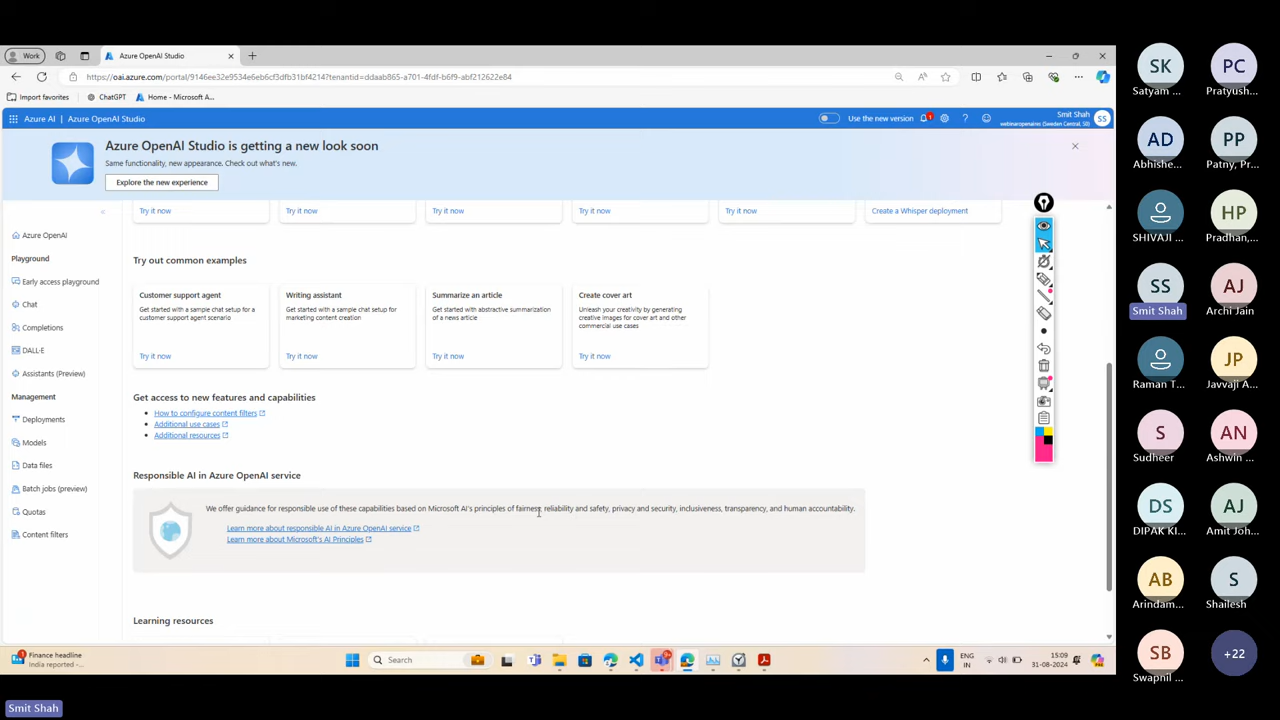 Work
Azure OpenAI Studio
https://oai.azure.com/portal/9146ee32e9534e6eb6cf3dfb31bf4214?tenantid=ddaab865-a701-4fdf-b6f9-abf212622e84
Import favorites
ChatGPT
Home - Microsoft A...
Azure AI | Azure OpenAI Studio
Use the new version
1
Smit Shah
webinaropenaires (Sweden Central, S0)
SS
Azure OpenAI Studio is getting a new look soon
Same functionality, new appearance. Check out what's new.
Explore the new experience
Azure OpenAI
Playground
Early access playground
Chat
Completions
DALL·E
Assistants (Preview)
Management
Deployments
Models
Data files
Batch jobs (preview)
Quotas
Content filters
Try it now
Try it now
Try it now
Try it now
Try it now
Create a Whisper deployment
Try out common examples
Customer support agent
Get started with a sample chat setup for a
customer support agent scenario
Try it now
Writing assistant
Get started with a sample chat setup for
marketing content creation
Try it now
Summarize an article
Get started with abstractive summarization
of a news article
Try it now
Create cover art
Unleash your creativity by generating
creative images for cover art and other
commercial use cases
Try it now
Get access to new features and capabilities
How to configure content filters
Additional use cases
Additional resources
Responsible AI in Azure OpenAI service
We offer guidance for responsible use of these capabilities based on Microsoft AI's principles of fairness, reliability and safety, privacy and security, inclusiveness, transparency, and human accountability.
Learn more about responsible AI in Azure OpenAI service
Learn more about Microsoft's AI Principles
Learning resources
Finance headline
India reported -...
Search
ENG
IN
15:09
31-08-2024
SK
Satyam ...
PC
Pratyush...
AD
Abhishe...
PP
Patny, Pr...
SHIVAJI ...
HP
Pradhan,...
SS
Smit Shah
AJ
Archi Jain
Raman T...
JP
Javvaji A...
S
Sudheer
AN
Ashwin ...
DS
DIPAK KI...
AJ
Amit Joh...
AB
Arindam...
S
Shailesh
SB
Swapnil ...
+22
Smit Shah